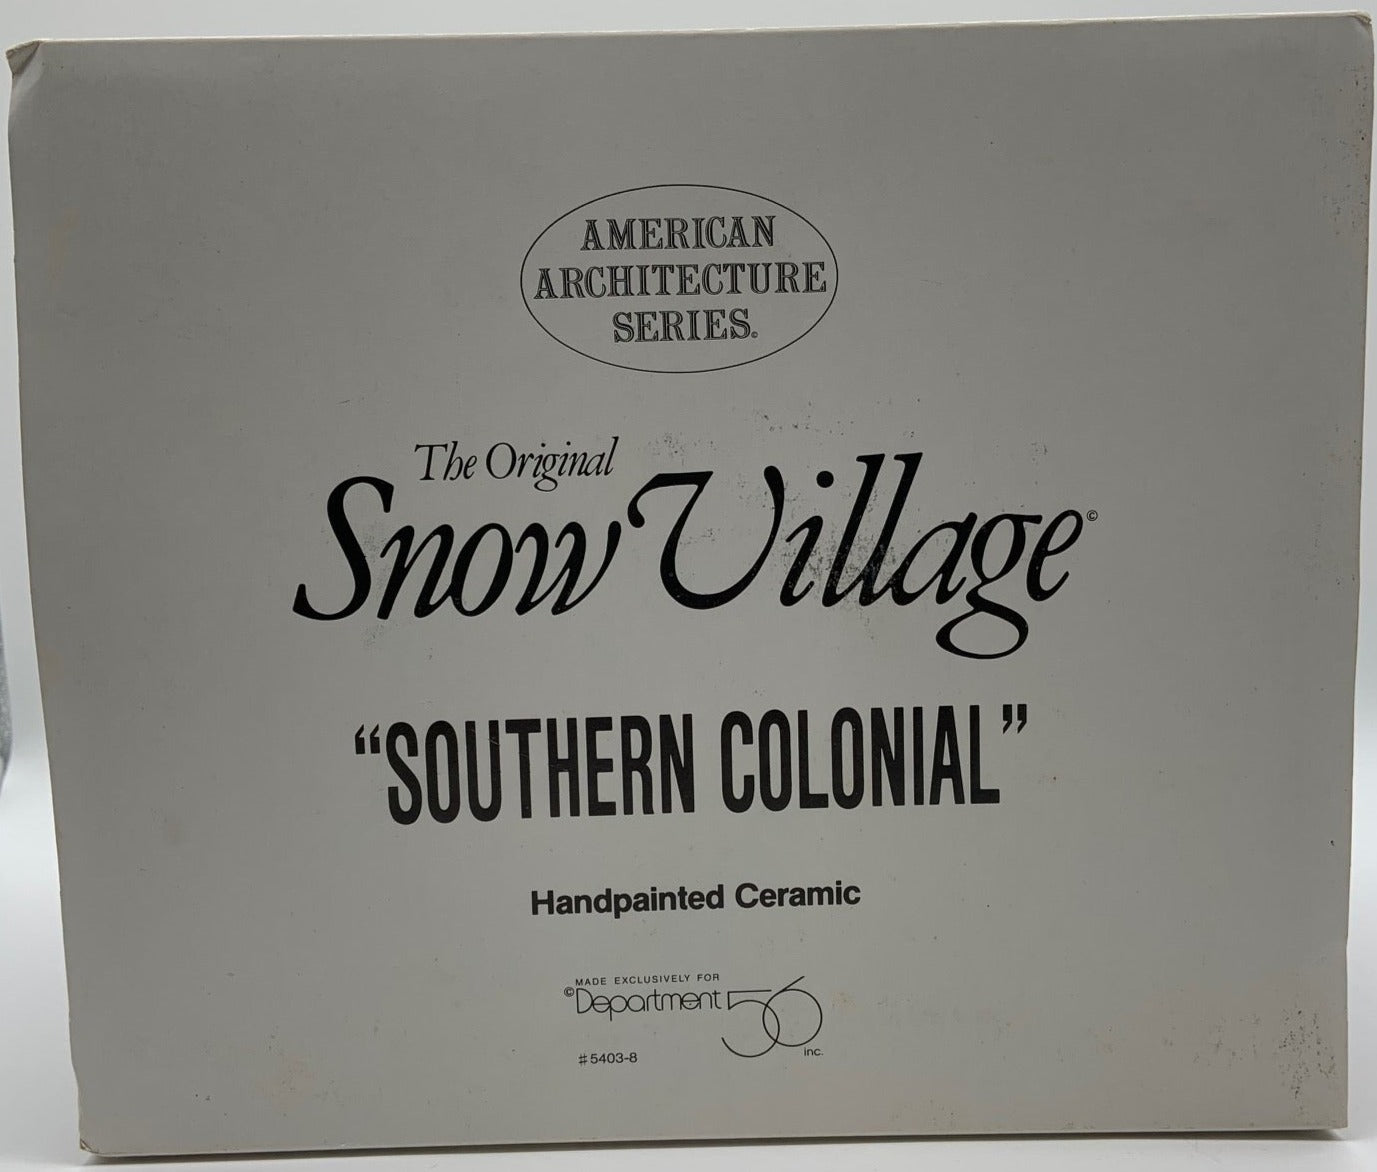 AMERICAN
ARCHITECTURE
SERIES.
The Original
Snow Village©
“SOUTHERN COLONIAL”
Handpainted Ceramic
MADE EXCLUSIVELY FOR
©Department 56
inc.
#5403-8